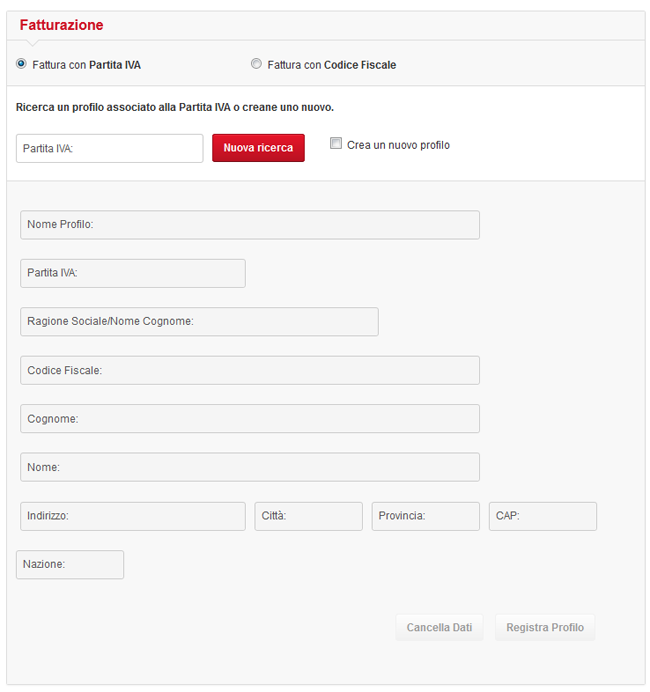 Fatturazione
Fattura con Partita IVA Fattura con Codice Fiscale
Ricerca un profilo associato alla Partita IVA o creane uno nuovo.
Partita IVA: Nuova ricerca Crea un nuovo profilo
Nome Profilo:
Partita IVA:
Ragione Sociale/Nome Cognome:
Codice Fiscale:
Cognome:
Nome:
Indirizzo: Città: Provincia: CAP:
Nazione:
Cancella Dati Registra Profilo